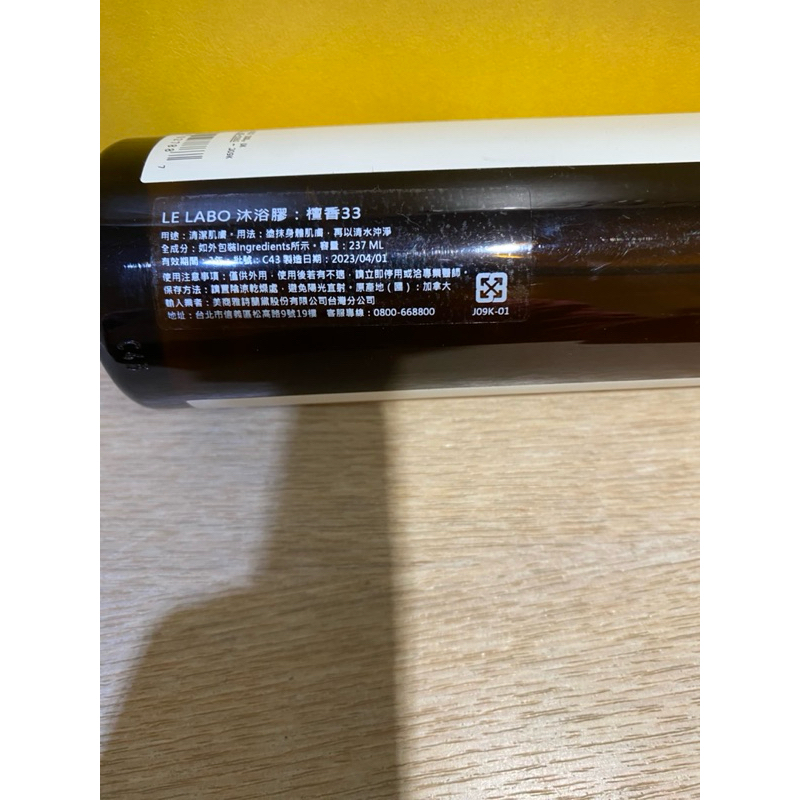 LE LABO 沐浴膠：檀香33
用途：清潔肌膚。用法：塗抹身體肌膚，再以清水沖淨
全成分：如外包裝Ingredients所示。容量：237 ML
有效期間 批號：C43 製造日期：2023/04/01
使用注意事項：僅供外用，使用後若有不適，請立即停用或洽專業醫師。
保存方法：請置陰涼乾燥處，避免陽光直射。原產地（國）：加拿大
輸入業者：美商雅詩蘭黛股份有限公司台灣分公司
地址：台北市信義區松高路9號19樓 客服專線：0800-668800
J09K-01